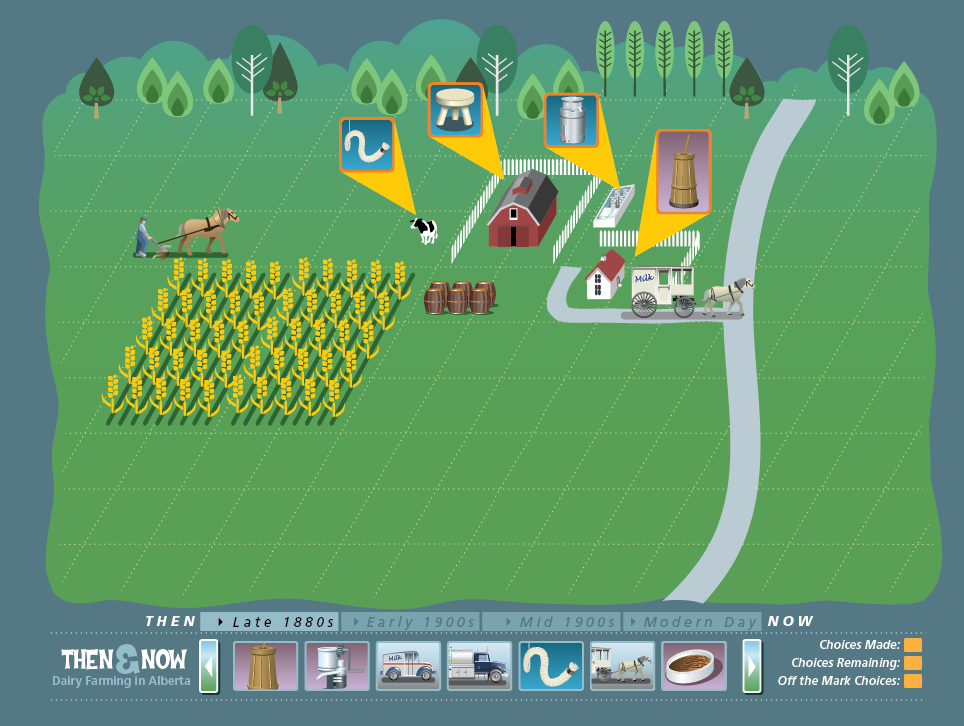 Milk
THEN Late 1880s Early 1900s Mid 1900s Modern Day NOW
THEN & NOW
Dairy Farming in Alberta
Milk
Choices Made:
Choices Remaining:
Off the Mark Choices: